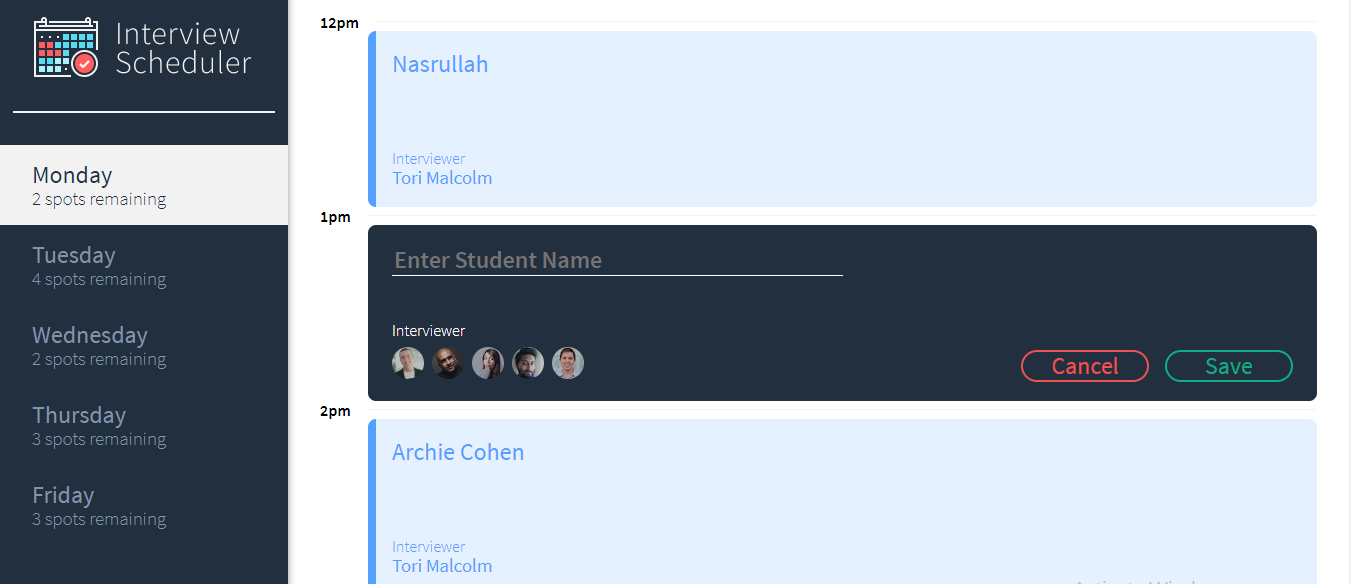 Interview
Scheduler
Monday
2 spots remaining
Tuesday
4 spots remaining
Wednesday
2 spots remaining
Thursday
3 spots remaining
Friday
3 spots remaining
12pm
Nasrullah
Interviewer
Tori Malcolm
1pm
Enter Student Name
Interviewer
Cancel
Save
2pm
Archie Cohen
Interviewer
Tori Malcolm